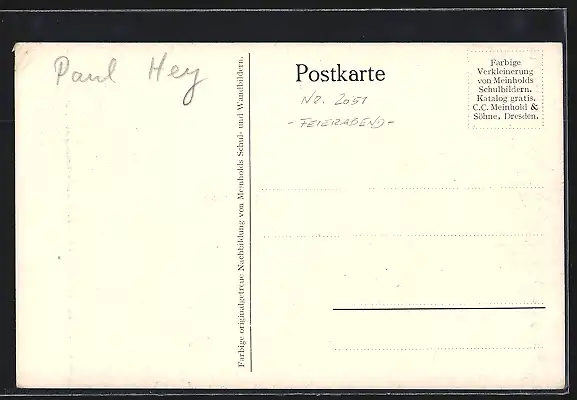 Paul Hey
Postkarte
Nr. 2051
- FEIERABEND -
Farbige
Verkleinerung
von Meinholds
Schulbildern.
Katalog gratis.
C.C. Meinhold &
Söhne, Dresden.
Farbige originalgetreue Nachbildung von Meinholds Schul- und Wandbildern.